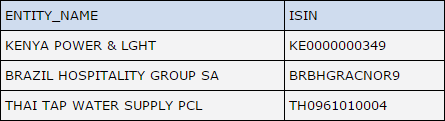 ENTITY_NAME ISIN
KENYA POWER & LGHT KE0000000349
BRAZIL HOSPITALITY GROUP SA BRBHGRACNOR9
THAI TAP WATER SUPPLY PCL TH0961010004